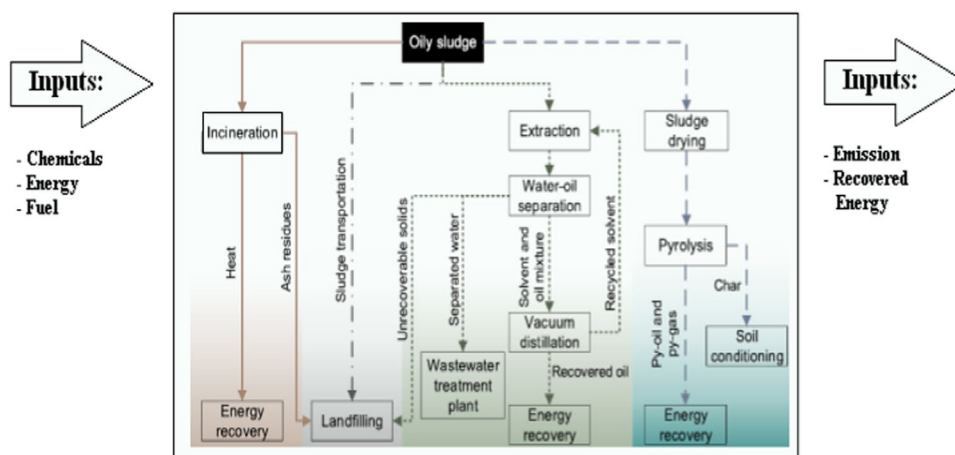 Oily sludge
Inputs:
- Chemicals
- Energy
- Fuel
Incineration
Extraction
Sludge
drying
Water-oil
separation
Pyrolysis
Heat
Ash residues
Sludge transportation
Unrecoverable solids
Separated water
Solvent and
oil mixture
Recycled solvent
Char
Py-oil and
py-gas
Vacuum
distillation
Soil
conditioning
Wastewater
treatment
plant
Recovered oil
Energy
recovery
Landfilling
Energy
recovery
Energy
recovery
Inputs:
- Emission
- Recovered
Energy